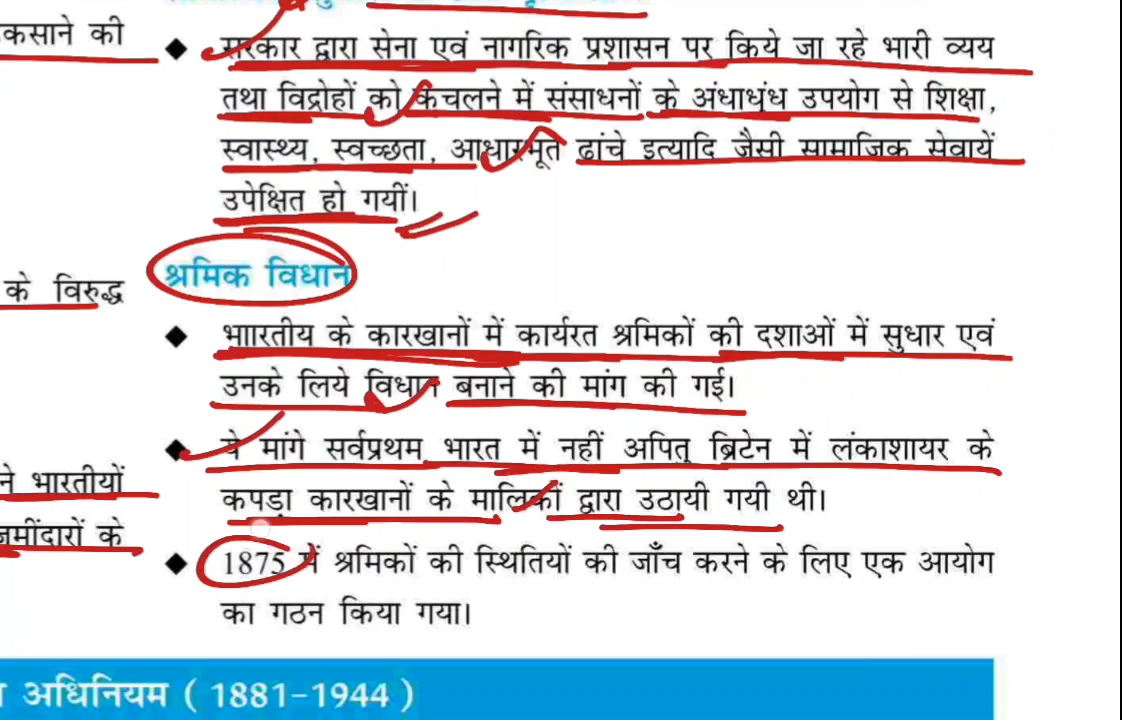 कसाने की
के विरुद्ध
ने भारतीयों
जमींदारों के
सरकार द्वारा सेना एवं नागरिक प्रशासन पर किये जा रहे भारी व्यय
तथा विद्रोहों को कुचलने में संसाधनों के अंधाधुंध उपयोग से शिक्षा,
स्वास्थ्य, स्वच्छता, आधारभूत ढांचे इत्यादि जैसी सामाजिक सेवायें
उपेक्षित हो गयीं।
श्रमिक विधान
भाारतीय के कारखानों में कार्यरत श्रमिकों की दशाओं में सुधार एवं
उनके लिये विधान बनाने की मांग की गई।
ये मांगे सर्वप्रथम भारत में नहीं अपितु ब्रिटेन में लंकाशायर के
कपड़ा कारखानों के मालिकों द्वारा उठायी गयी थी।
1875 में श्रमिकों की स्थितियों की जाँच करने के लिए एक आयोग
का गठन किया गया।
अधिनियम ( 1881-1944 )